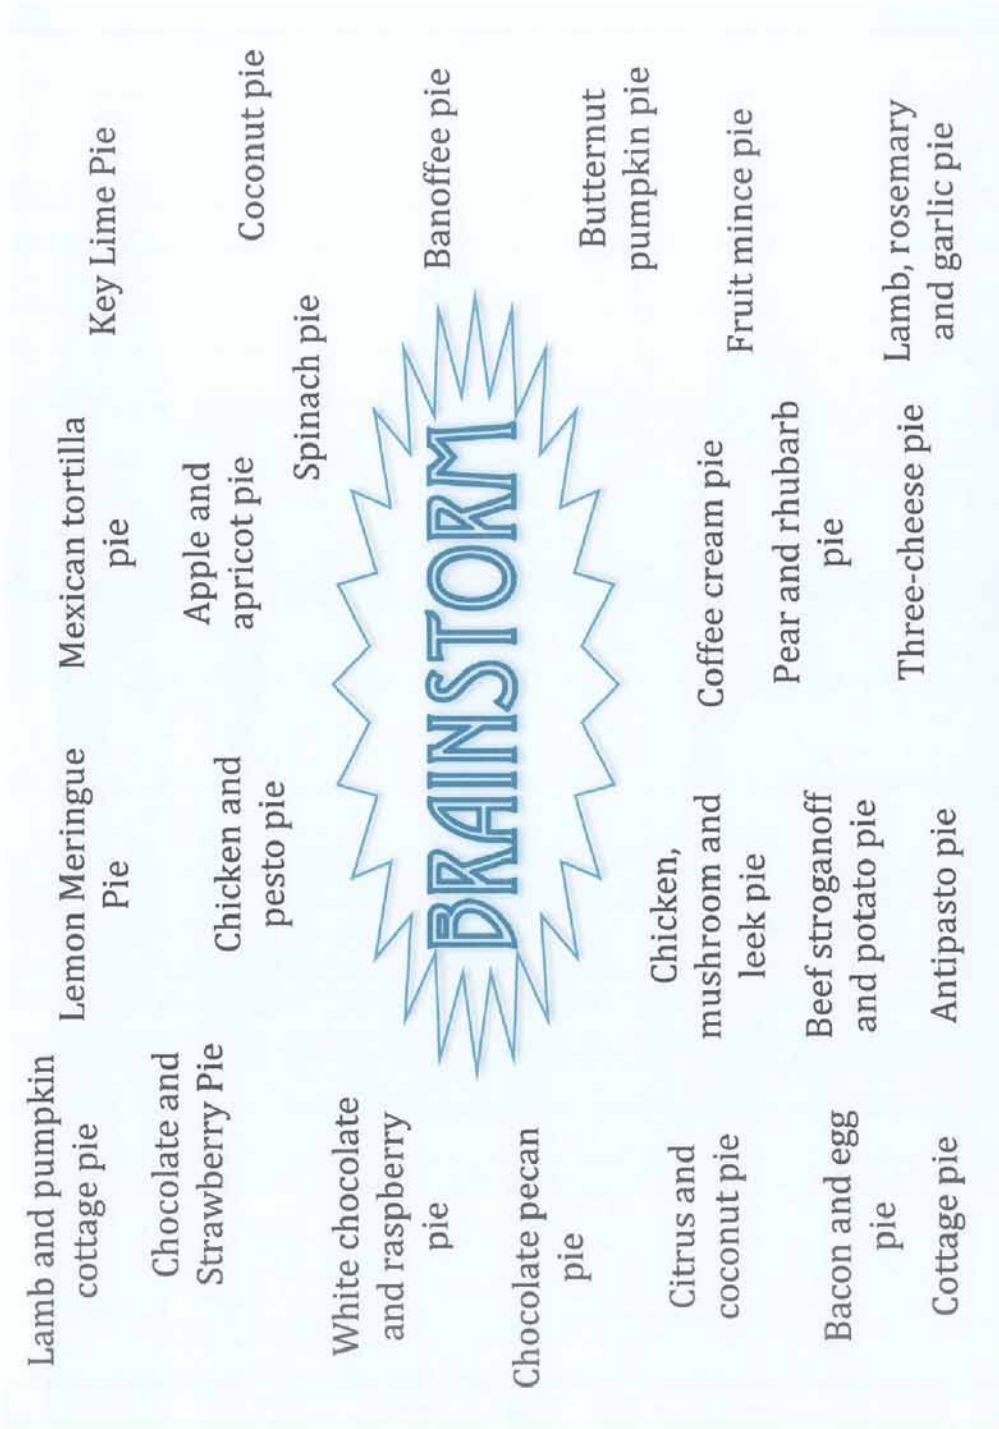 Lamb and pumpkin
cottage pie
Lemon Meringue
Pie
Mexican tortilla
pie
Key Lime Pie
Chocolate and
Strawberry Pie
Chicken and
pesto pie
Apple and
apricot pie
Coconut pie
Spinach pie
White chocolate
and raspberry
pie
BRAINSTORM
Banoffee pie
Chocolate pecan
pie
Butternut
pumpkin pie
Citrus and
coconut pie
Chicken,
mushroom and
leek pie
Coffee cream pie
Fruit mince pie
Pear and rhubarb
pie
Bacon and egg
pie
Beef stroganoff
and potato pie
Three-cheese pie
Lamb, rosemary
and garlic pie
Cottage pie
Antipasto pie